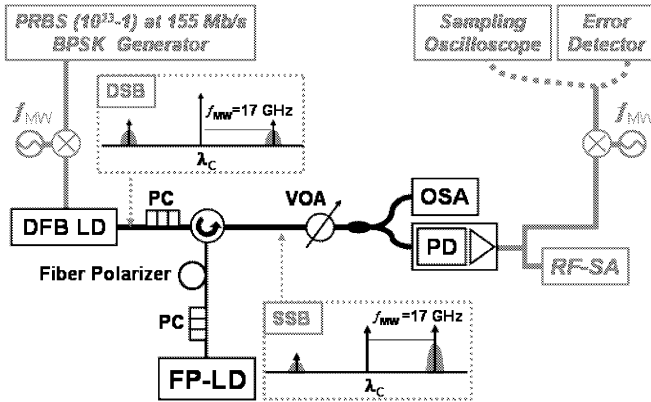 PRBS (10³³-1) at 155 Mb/s
BPSK Generator
Sampling
Oscilloscope
Error
Detector
f_MW
DSB
f_MW=17 GHz
λ_C
f_MW
DFB LD
PC
VOA
OSA
PD
RF-SA
Fiber Polarizer
PC
FP-LD
SSB
f_MW=17 GHz
λ_C